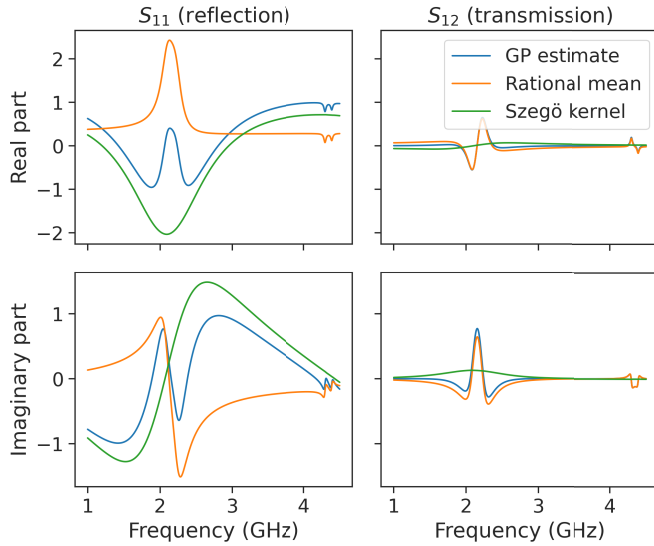 S₁₁ (reflection)
S₁₂ (transmission)
Real part
2
1
0
−1
−2
GP estimate
Rational mean
Szegö kernel
Imaginary part
1
0
−1
1 2 3 4
1 2 3 4
Frequency (GHz)
Frequency (GHz)